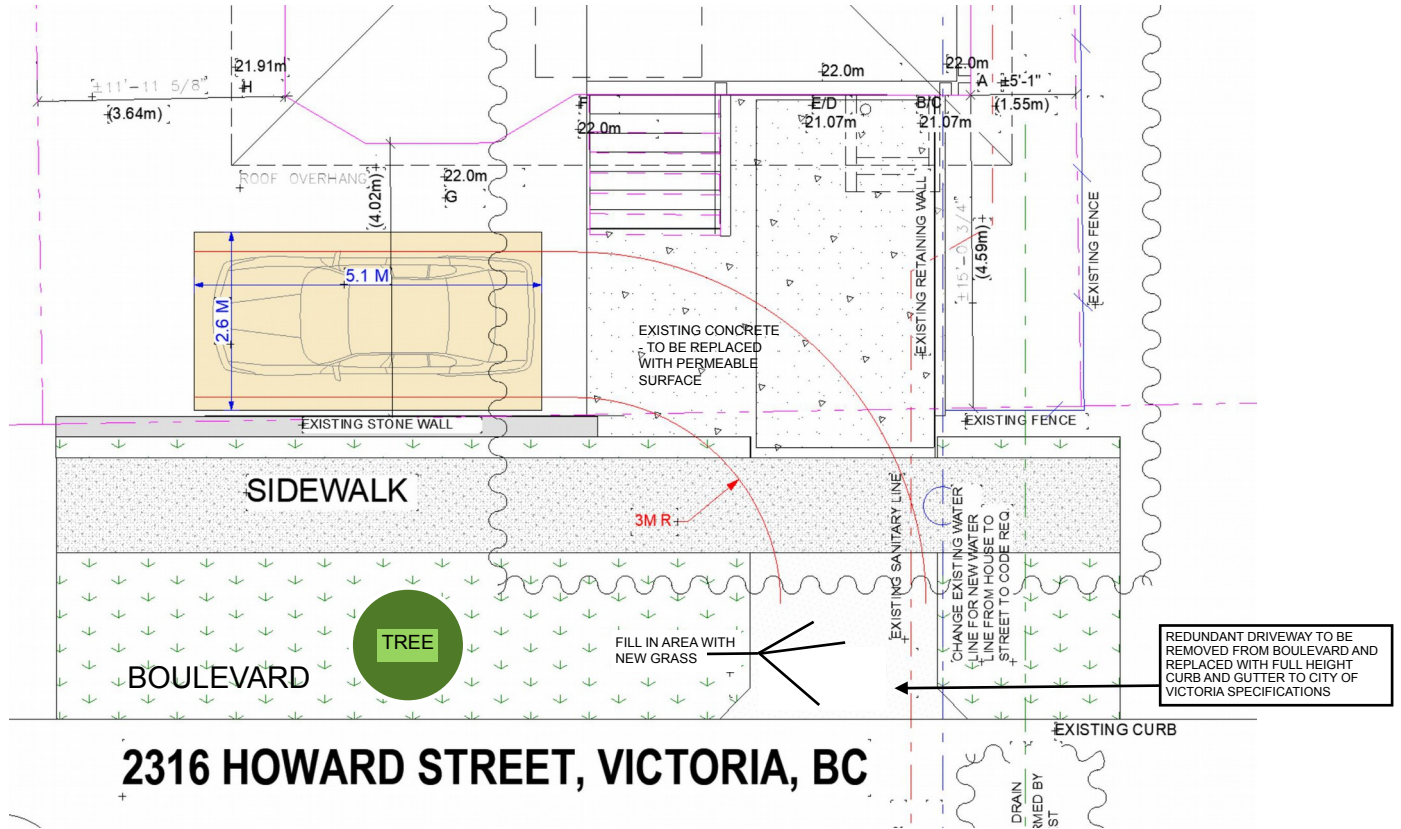 21.91m
H
22.0m
22.0m
±11'-11 5/8"
(3.64m)
A ±5'-1"
(1.55m)
F
22.0m
E/D
21.07m
B/C
21.07m
ROOF OVERHANG
22.0m
G
(4.02m)
EXISTING RETAINING WALL
±15'-0 3/4"
(4.59m)
EXISTING FENCE
5.1 M
2.6 M
EXISTING CONCRETE
- TO BE REPLACED
WITH PERMEABLE
SURFACE
EXISTING STONE WALL
EXISTING FENCE
SIDEWALK
3M R
EXISTING SANITARY LINE
CHANGE EXISTING WATER
LINE FOR NEW WATER
LINE FROM HOUSE TO
STREET TO CODE REQ.
TREE
BOULEVARD
FILL IN AREA WITH
NEW GRASS
REDUNDANT DRIVEWAY TO BE
REMOVED FROM BOULEVARD AND
REPLACED WITH FULL HEIGHT
CURB AND GUTTER TO CITY OF
VICTORIA SPECIFICATIONS
EXISTING CURB
2316 HOWARD STREET, VICTORIA, BC
DRAIN
RMED BY
ST